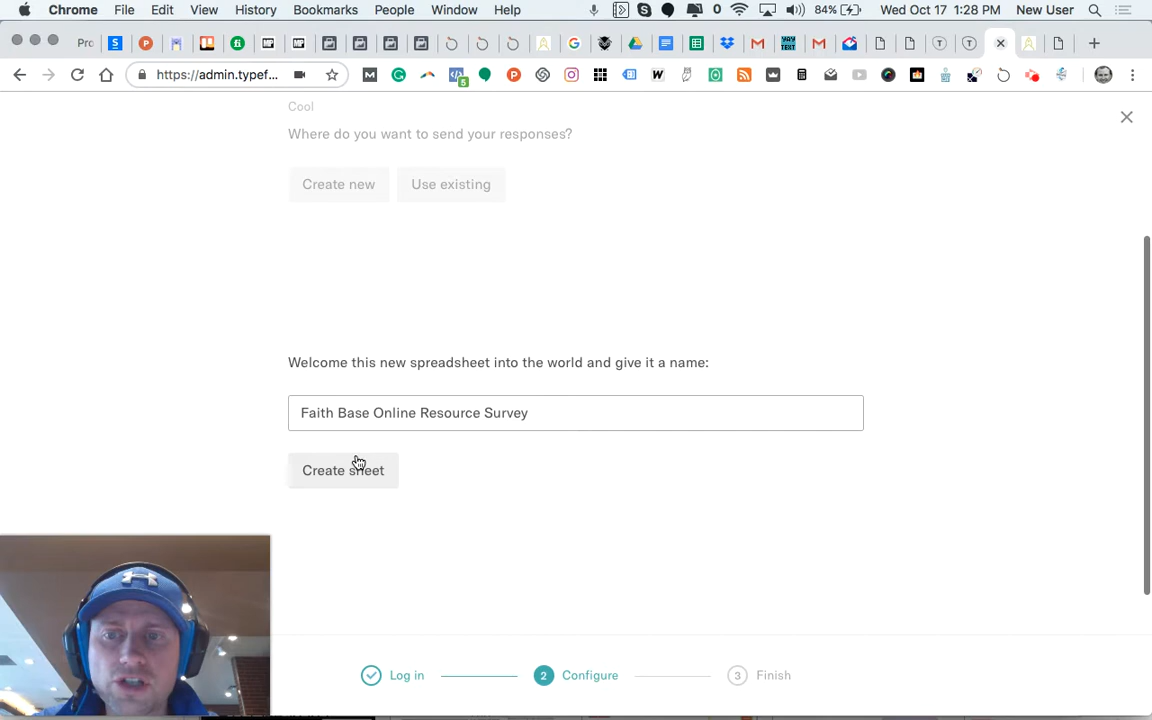 Chrome File Edit View History Bookmarks People Window Help 0 84% Wed Oct 17 1:28 PM New User
https://admin.typef...
5
Cool
Where do you want to send your responses?
Create new Use existing
Welcome this new spreadsheet into the world and give it a name:
Faith Base Online Resource Survey
Create sheet
Log in 2 Configure 3 Finish